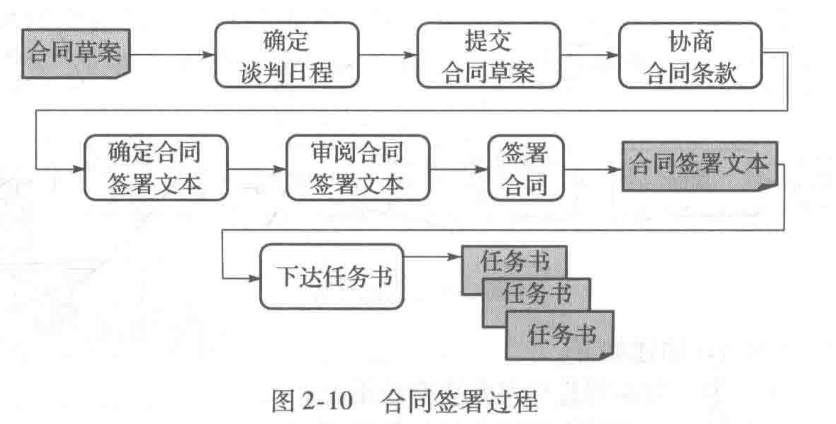 合同草案
确定
谈判日程
提交
合同草案
协商
合同条款
确定合同
签署文本
审阅合同
签署文本
签署
合同
合同签署文本
下达任务书
任务书
任务书
任务书
图2-10 合同签署过程